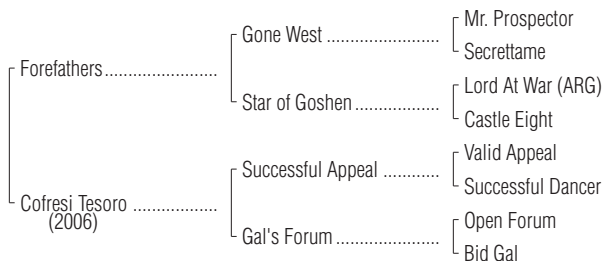 Mr. Prospector
Gone West ........................
Secrettame
Forefathers ........................
Lord At War (ARG)
Star of Goshen ..................
Castle Eight
Valid Appeal
Successful Appeal ............
Successful Dancer
Cofresi Tesoro ..................
(2006)
Open Forum
Gal's Forum ......................
Bid Gal